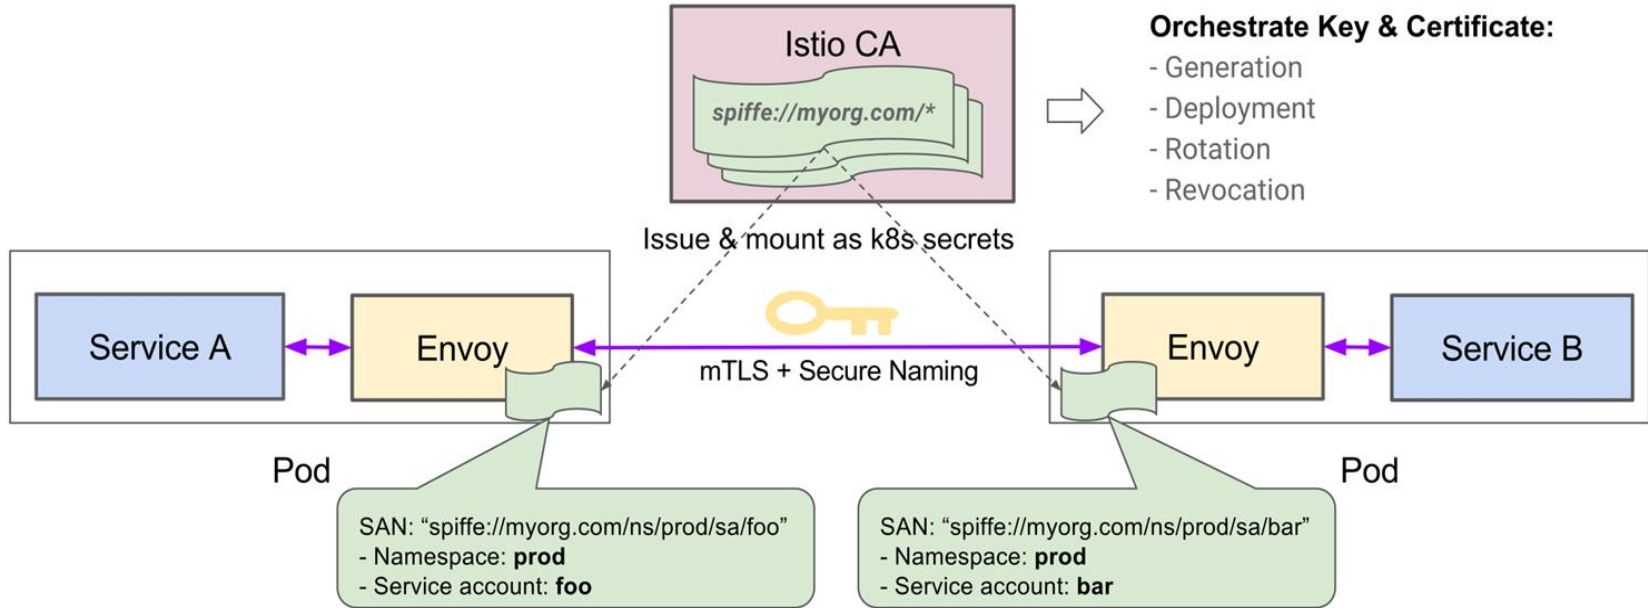 Istio CA
spiffe://myorg.com/*
Orchestrate Key & Certificate:
- Generation
- Deployment
- Rotation
- Revocation
Issue & mount as k8s secrets
Service A
Envoy
mTLS + Secure Naming
Envoy
Service B
Pod
Pod
SAN: “spiffe://myorg.com/ns/prod/sa/foo”
- Namespace: prod
- Service account: foo
SAN: “spiffe://myorg.com/ns/prod/sa/bar”
- Namespace: prod
- Service account: bar